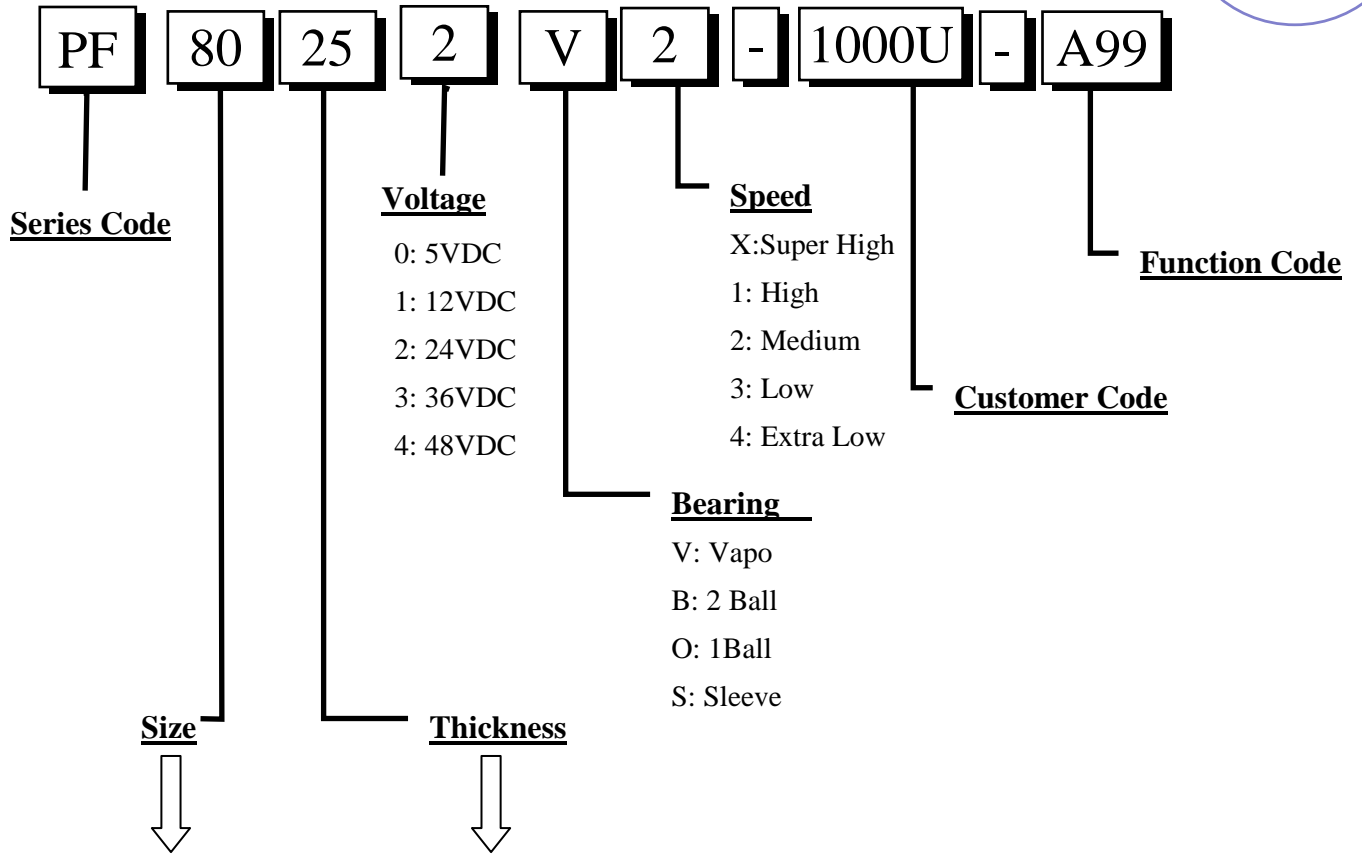 PF 80 25 2 V 2 - 1000U - A99
Series Code
Voltage
0: 5VDC
1: 12VDC
2: 24VDC
3: 36VDC
4: 48VDC
Speed
X:Super High
1: High
2: Medium
3: Low
4: Extra Low
Function Code
Customer Code
Bearing
V: Vapo
B: 2 Ball
O: 1Ball
S: Sleeve
Size
Thickness